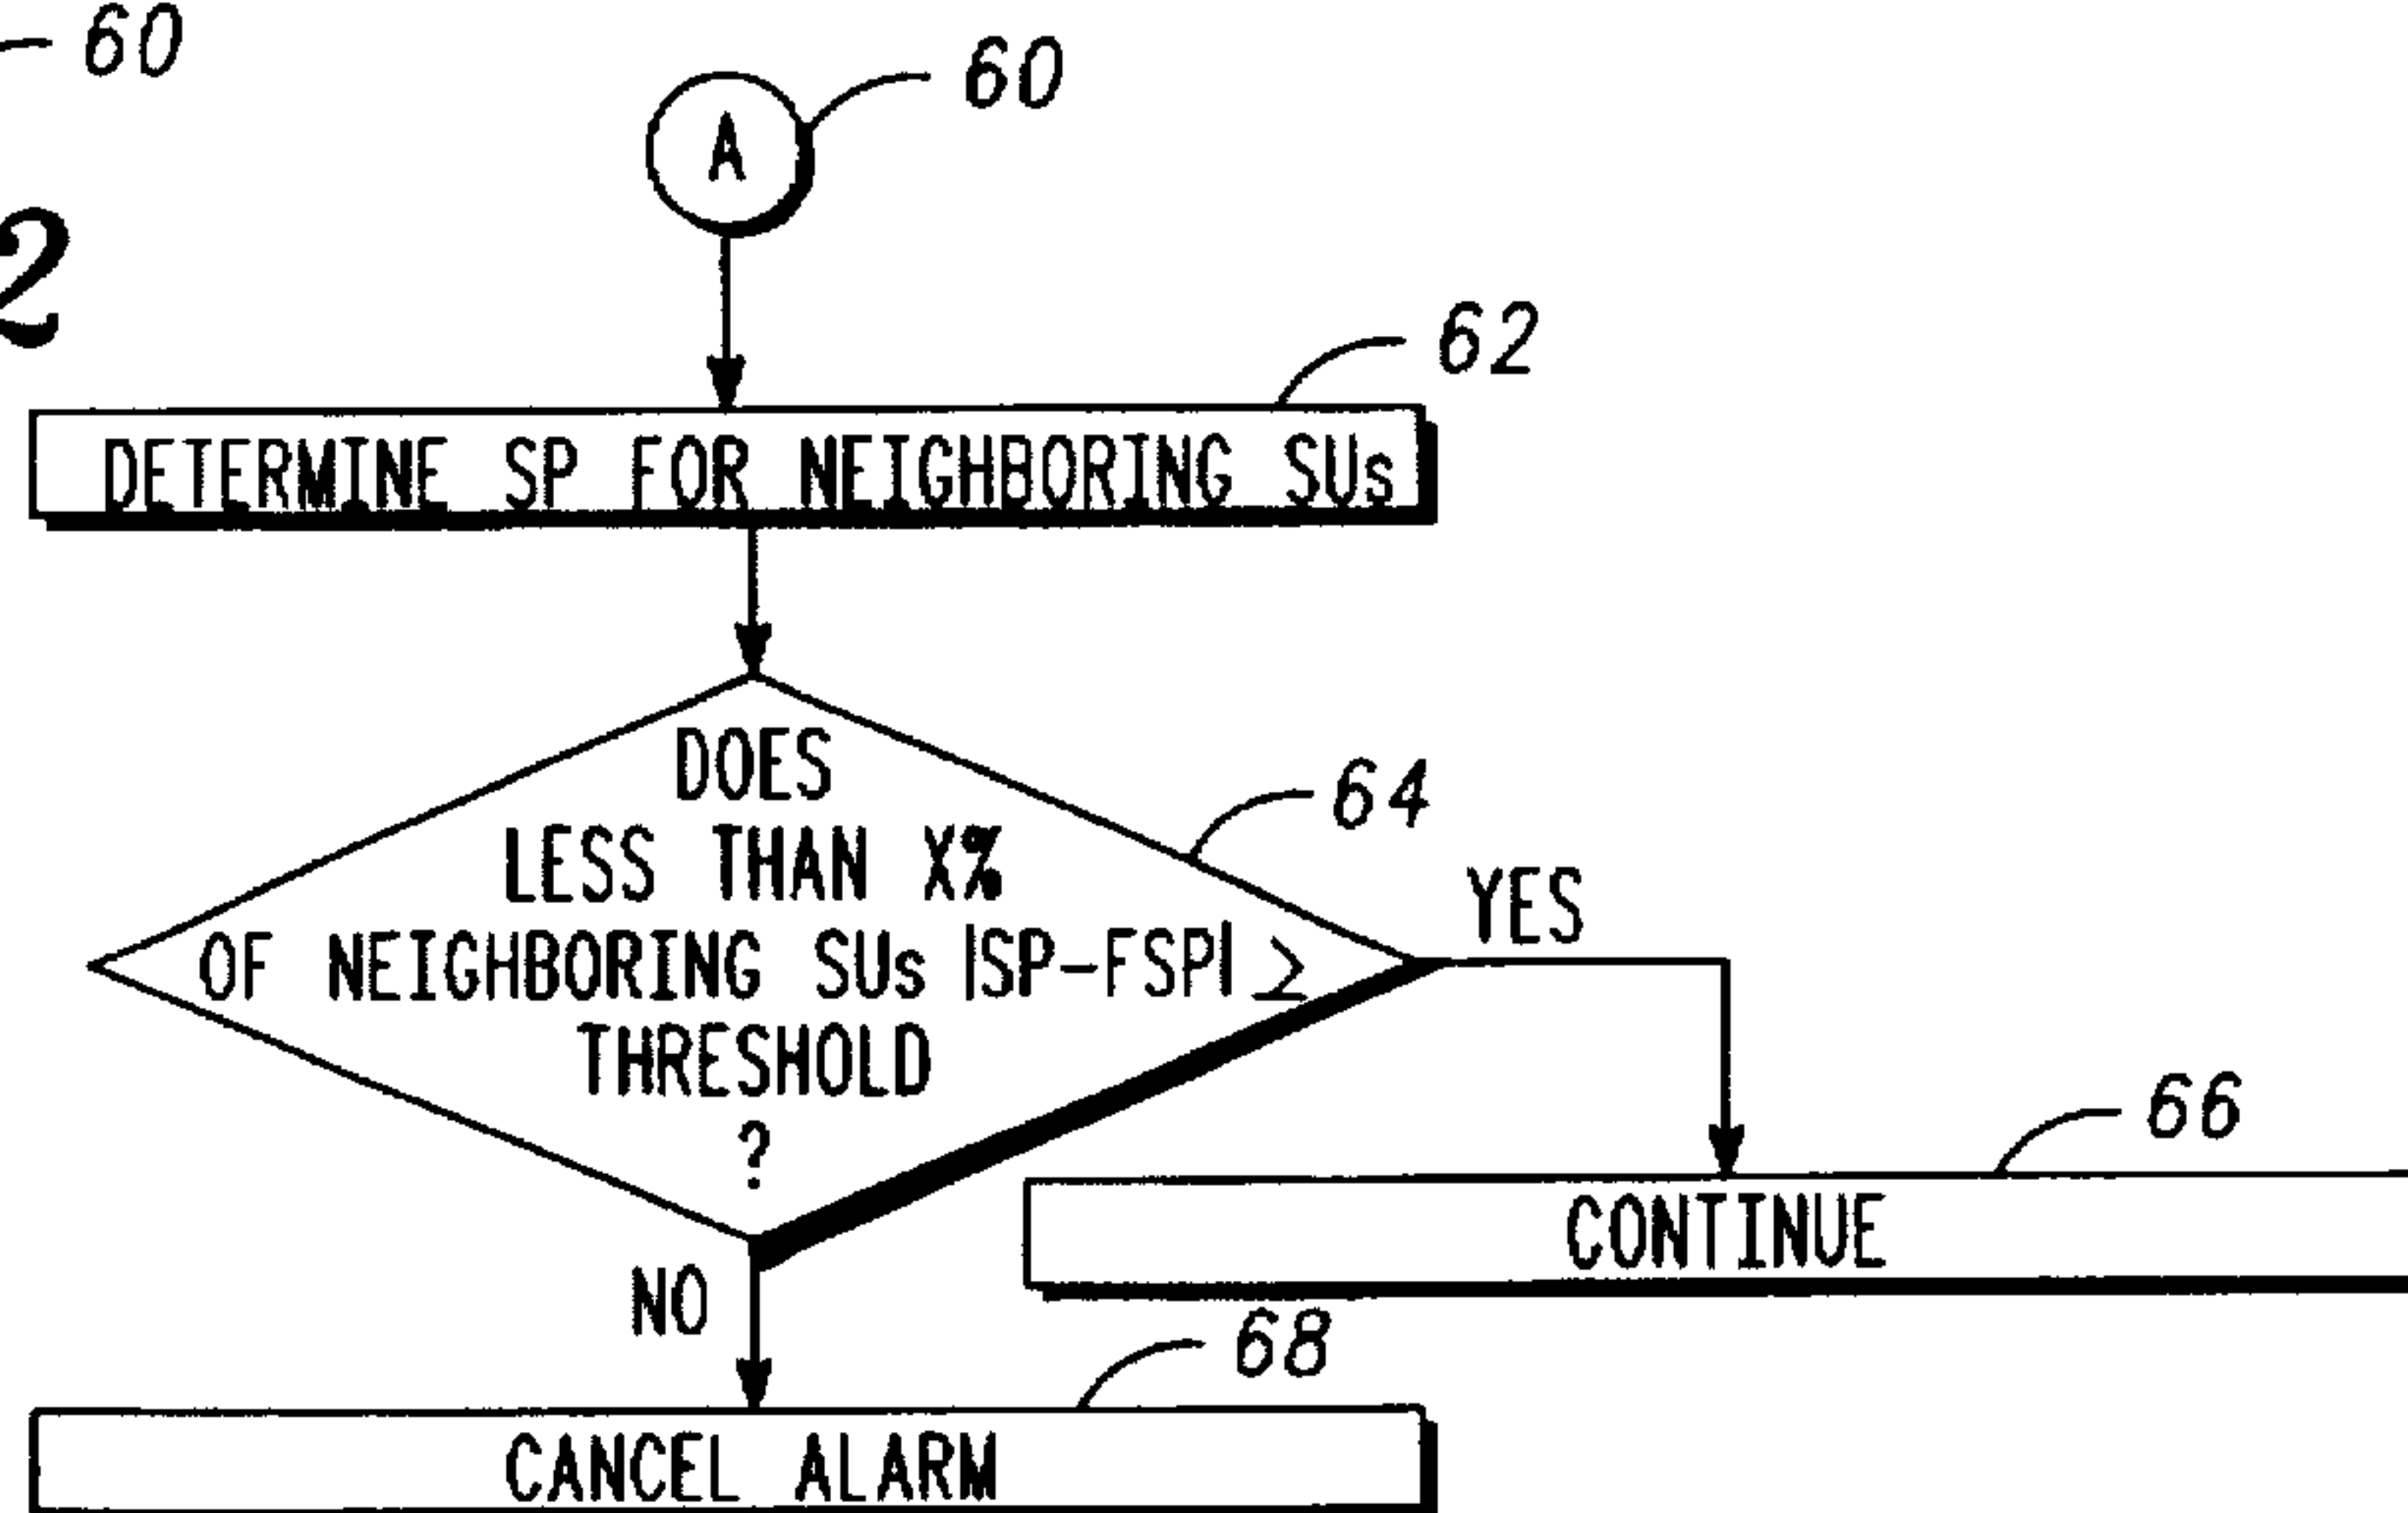 60
60
A
2
62
DETERMINE SP FOR NEIGHBORING SUs
DOES
64
LESS THAN X%
YES
OF NEIGHBORING SUs |SP-FSP| ≥
THRESHOLD
?
66
CONTINUE
NO
68
CANCEL ALARM